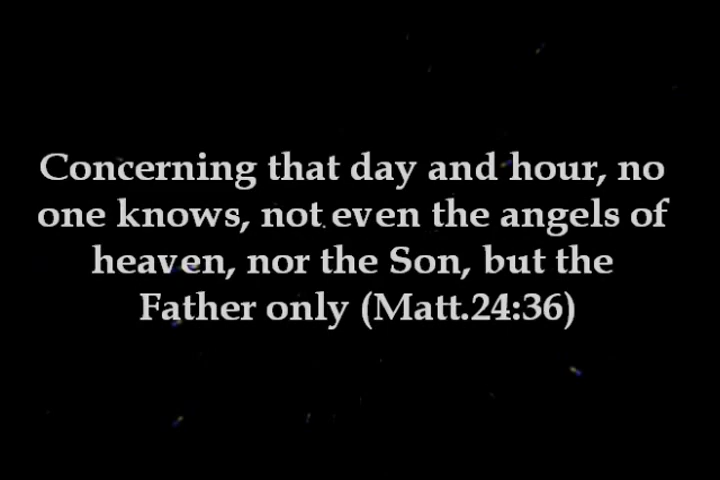 Concerning that day and hour, no
one knows, not even the angels of
heaven, nor the Son, but the
Father only (Matt.24:36)